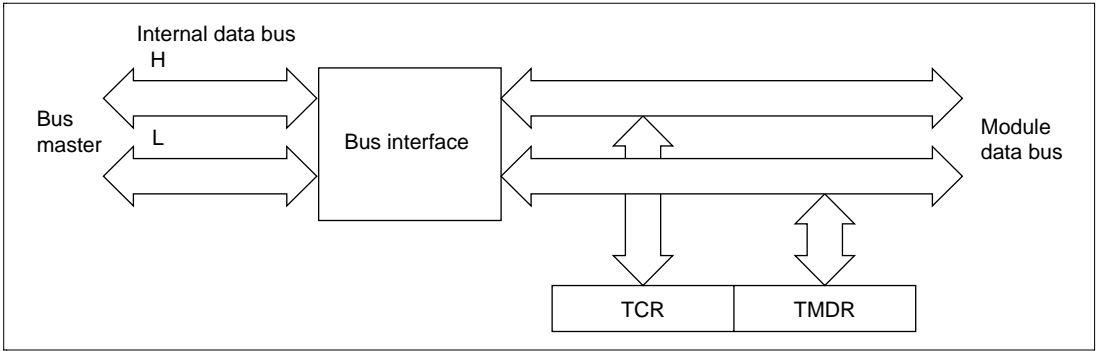 Internal data bus
H
Bus
master
L
Bus interface
Module
data bus
TCR
TMDR